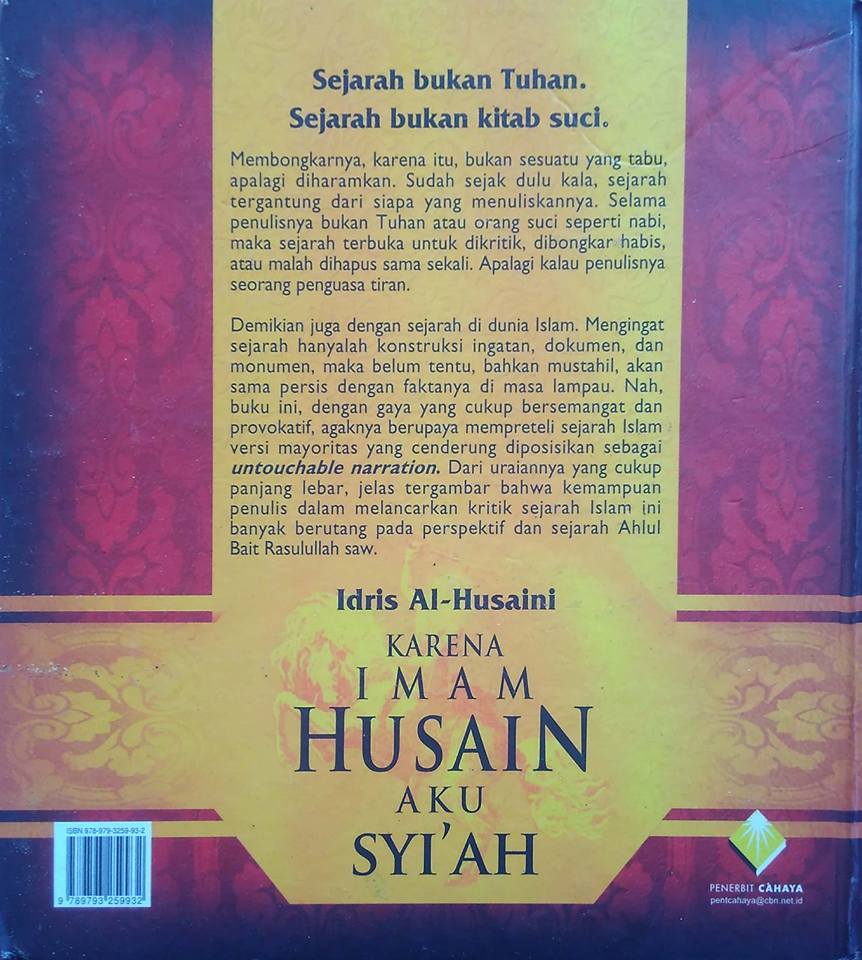 Sejarah bukan Tuhan.
Sejarah bukan kitab suci.
Membongkarnya, karena itu, bukan sesuatu yang tabu,
apalagi diharamkan. Sudah sejak dulu kala, sejarah
tergantung dari siapa yang menuliskannya. Selama
penulisnya bukan Tuhan atau orang suci seperti nabi,
maka sejarah terbuka untuk dikritik, dibongkar habis,
atau malah dihapus sama sekali. Apalagi kalau penulisnya
seorang penguasa tiran.
Demikian juga dengan sejarah di dunia Islam. Mengingat
sejarah hanyalah konstruksi ingatan, dokumen, dan
monumen, maka belum tentu, bahkan mustahil, akan
sama persis dengan faktanya di masa lampau. Nah,
buku ini, dengan gaya yang cukup bersemangat dan
provokatif, agaknya berupaya mempreteli sejarah Islam
versi mayoritas yang cenderung diposisikan sebagai
untouchable narration. Dari uraiannya yang cukup
panjang lebar, jelas tergambar bahwa kemampuan
penulis dalam melancarkan kritik sejarah Islam ini
banyak berutang pada perspektif dan sejarah Ahlul
Bait Rasulullah saw.
Idris Al-Husaini
KARENA
IMAM
HUSAIN
AKU
SYI'AH
ISBN 978-979-3259-93-2
9 789793 259932
PENERBIT CAHAYA
pentcahaya@cbn.net.id